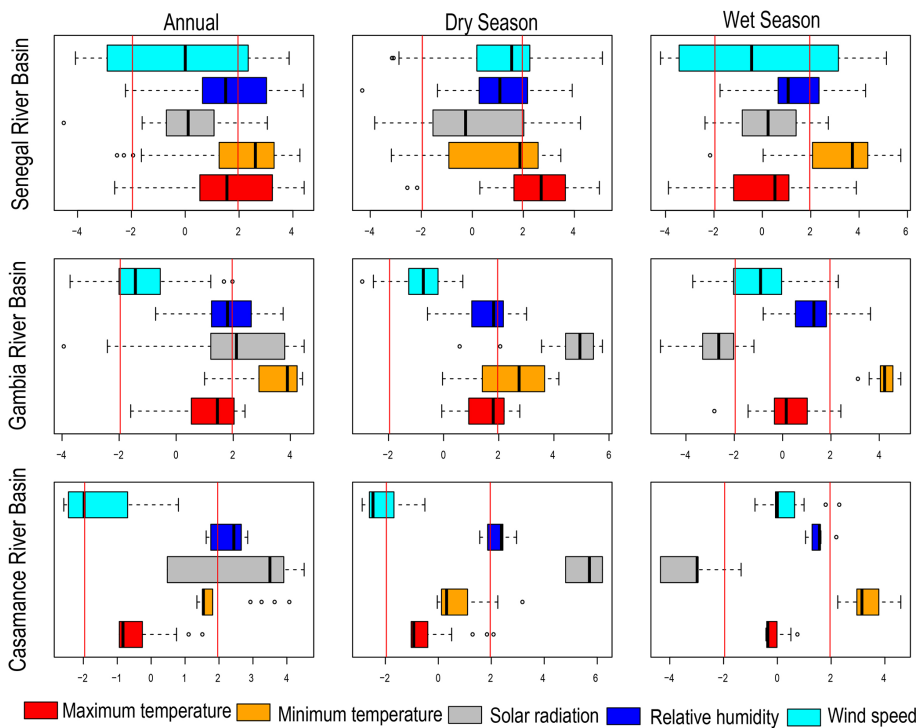 Annual Dry Season Wet Season
Senegal River Basin
-4 -2 0 2 4
-4 -2 0 2 4
-4 -2 0 2 4 6
Gambia River Basin
-4 -2 0 2 4
-2 0 2 4 6
-4 -2 0 2 4
Casamance River Basin
-2 -1 0 1 2 3 4
-2 0 2 4 6
-4 -2 0 2 4
Maximum temperature Minimum temperature Solar radiation Relative humidity Wind speed